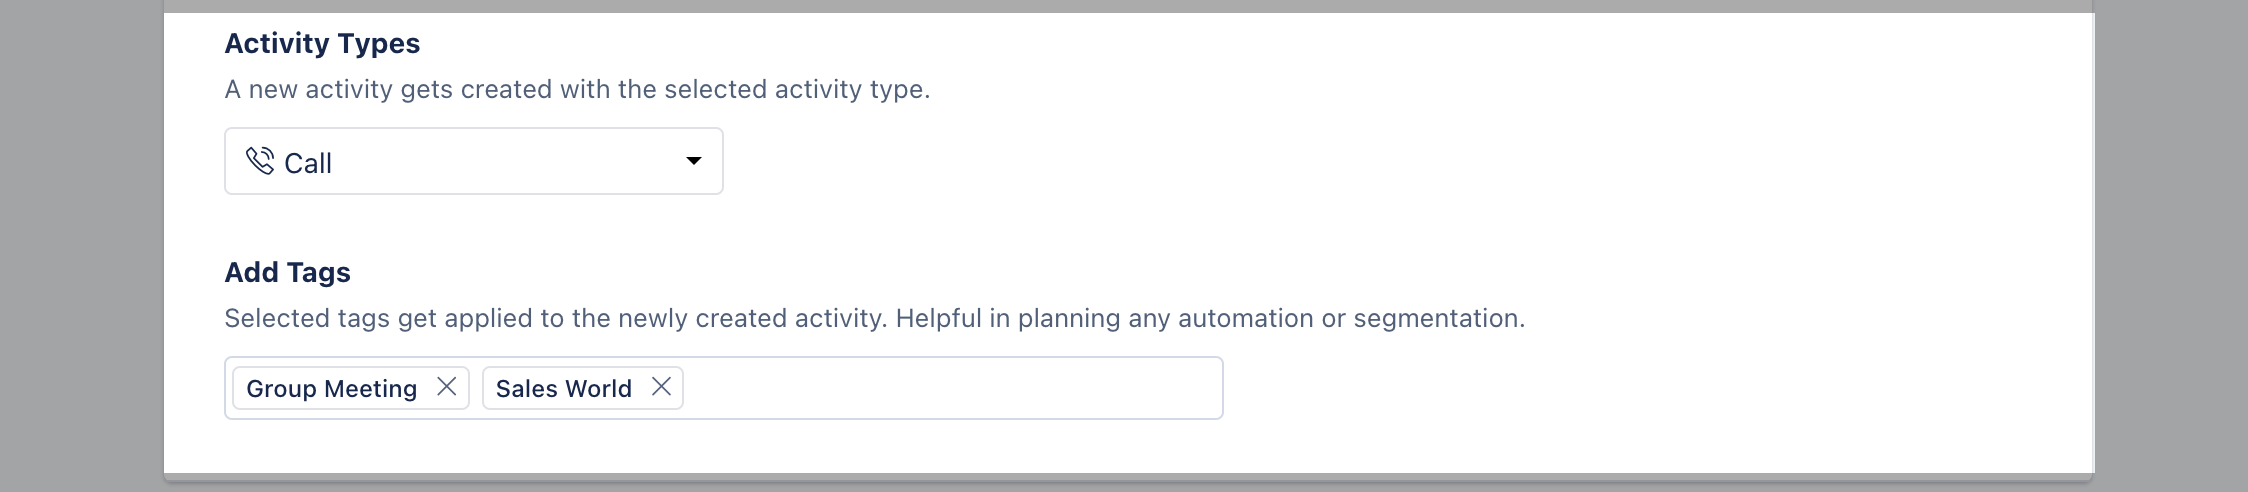 Activity Types
A new activity gets created with the selected activity type.
Call
Add Tags
Selected tags get applied to the newly created activity. Helpful in planning any automation or segmentation.
Group Meeting Sales World